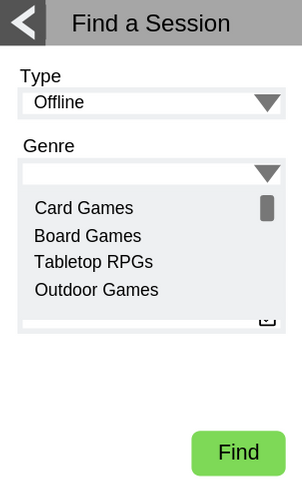 Find a Session
Type
Offline
Genre
Card Games
Board Games
Tabletop RPGs
Outdoor Games
Find